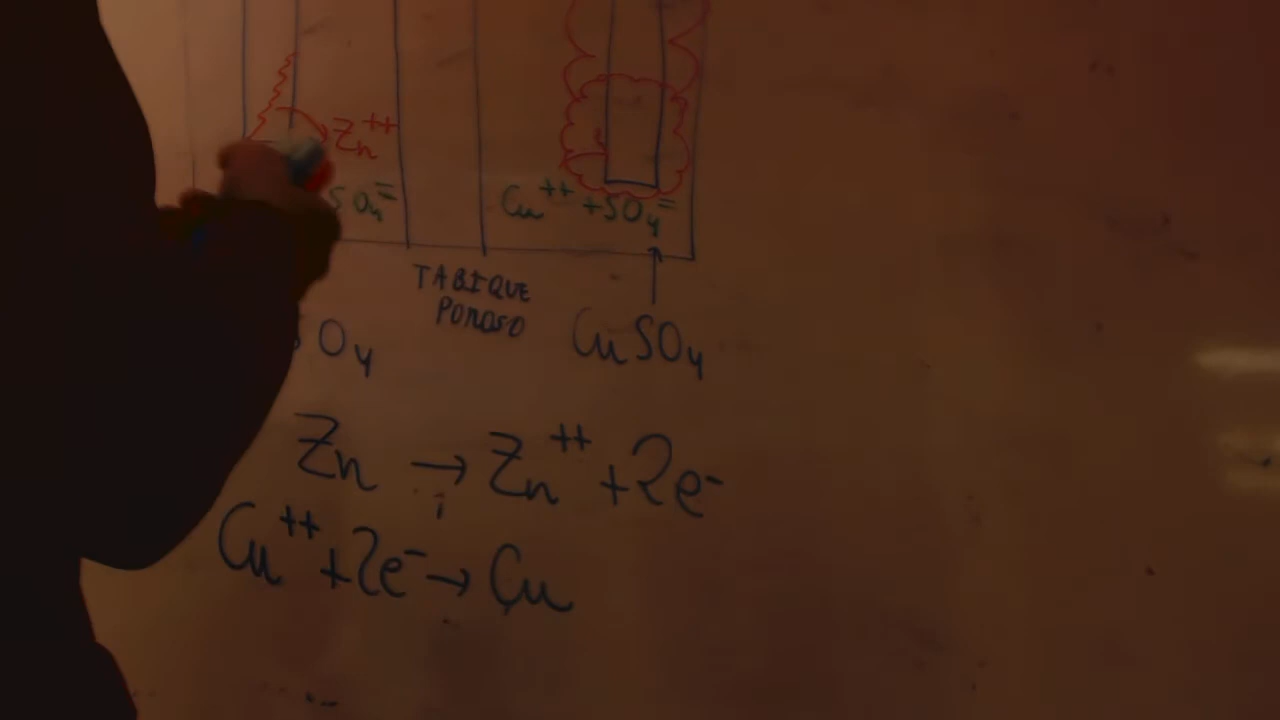 Zn⁺⁺
SO₄⁼
Cu⁺⁺ + SO₄⁼
TABIQUE
POROSO
O₄
CuSO₄
Zn → Zn⁺⁺ + 2e⁻
Cu⁺⁺ + 2e⁻ → Cu